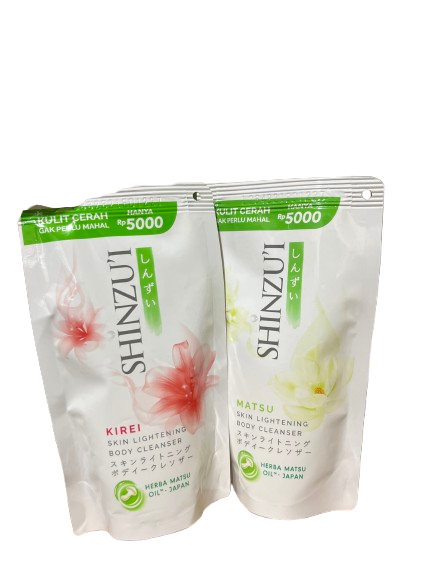 KULIT CERAH
GAK PERLU MAHAL
HANYA
Rp5000
SHINZU'I
しんずい
KIREI
SKIN LIGHTENING
BODY CLEANSER
スキンライトニング
ボディークレンザー
HERBA MATSU
OIL™ - JAPAN
KULIT CERAH
GAK PERLU MAHAL
HANYA
Rp5000
SHINZU'I
しんずい
MATSU
SKIN LIGHTENING
BODY CLEANSER
スキンライトニング
ボディークレンザー
HERBA MATSU
OIL™ - JAPAN